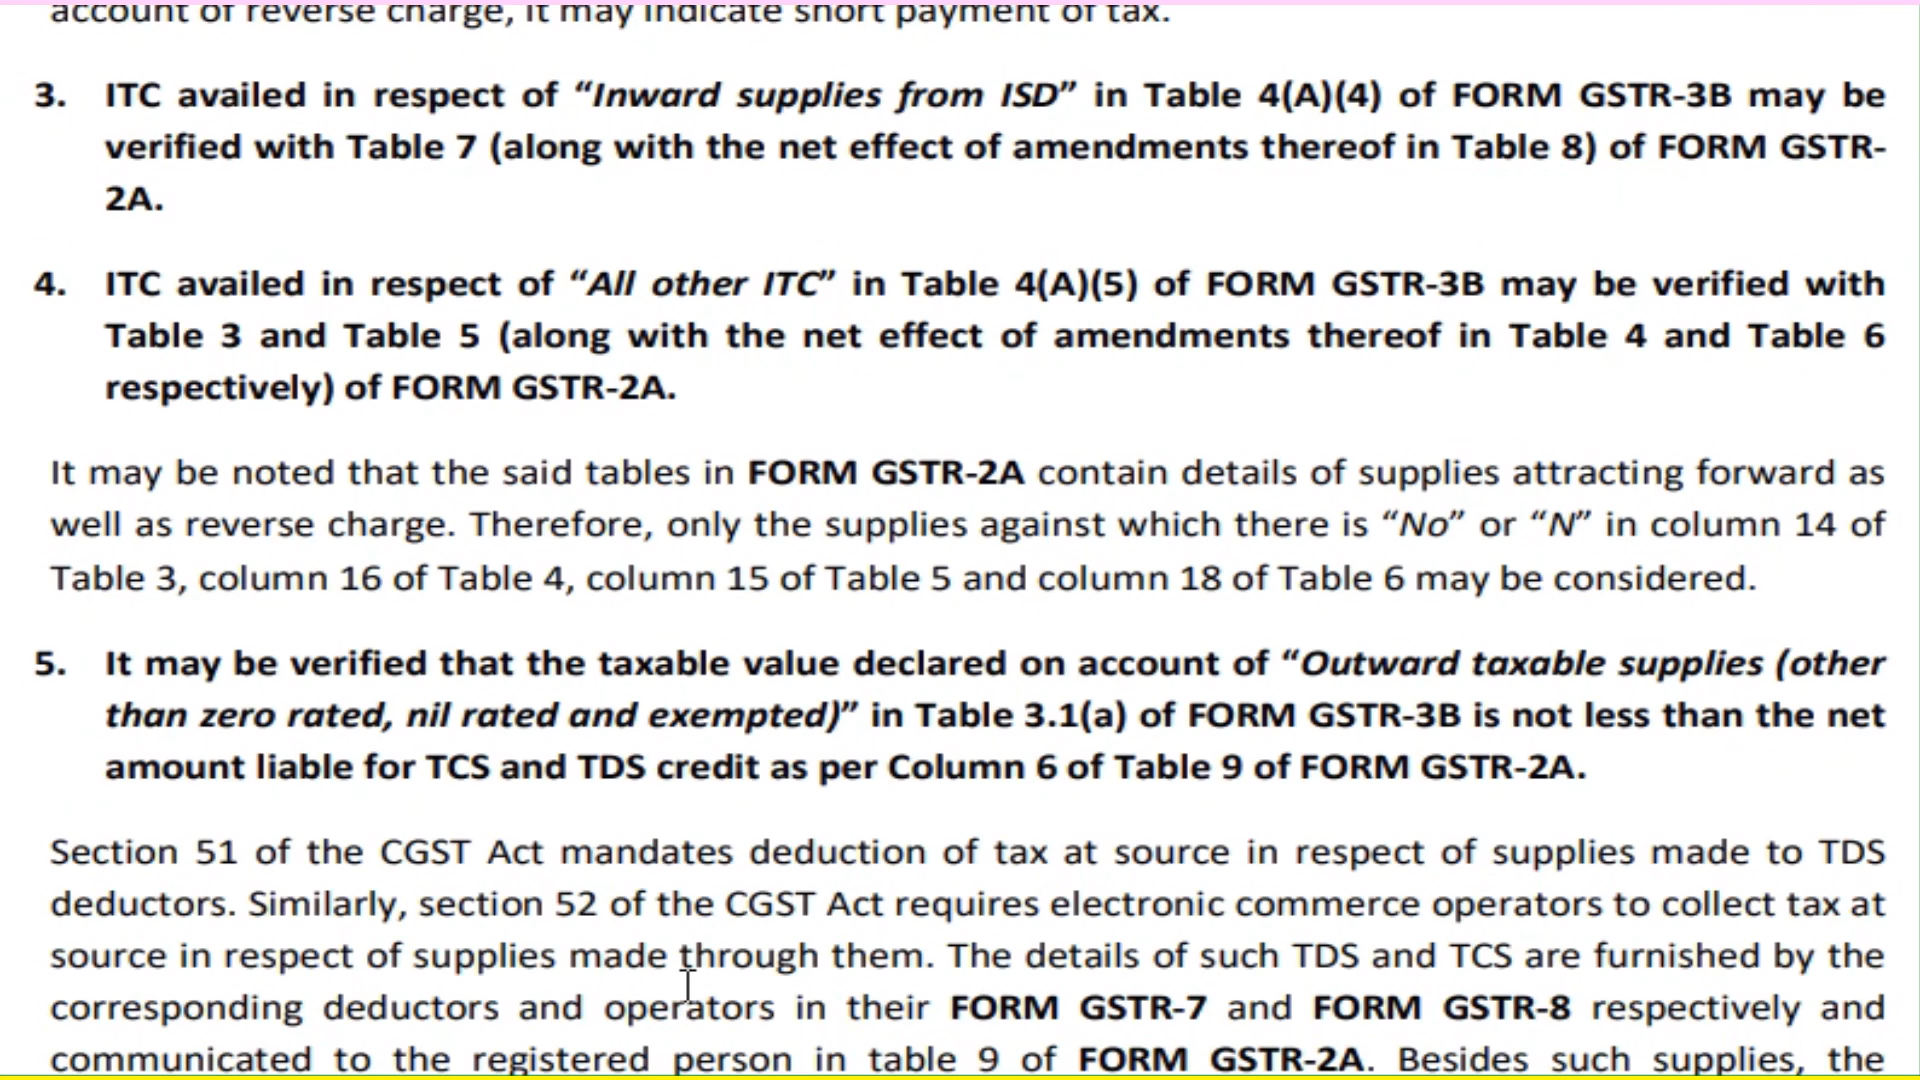 account of reverse charge, it may indicate short payment of tax.
3. ITC availed in respect of “Inward supplies from ISD” in Table 4(A)(4) of FORM GSTR-3B may be
verified with Table 7 (along with the net effect of amendments thereof in Table 8) of FORM GSTR-
2A.
4. ITC availed in respect of “All other ITC” in Table 4(A)(5) of FORM GSTR-3B may be verified with
Table 3 and Table 5 (along with the net effect of amendments thereof in Table 4 and Table 6
respectively) of FORM GSTR-2A.
It may be noted that the said tables in FORM GSTR-2A contain details of supplies attracting forward as
well as reverse charge. Therefore, only the supplies against which there is “No” or “N” in column 14 of
Table 3, column 16 of Table 4, column 15 of Table 5 and column 18 of Table 6 may be considered.
5. It may be verified that the taxable value declared on account of “Outward taxable supplies (other
than zero rated, nil rated and exempted)” in Table 3.1(a) of FORM GSTR-3B is not less than the net
amount liable for TCS and TDS credit as per Column 6 of Table 9 of FORM GSTR-2A.
Section 51 of the CGST Act mandates deduction of tax at source in respect of supplies made to TDS
deductors. Similarly, section 52 of the CGST Act requires electronic commerce operators to collect tax at
source in respect of supplies made through them. The details of such TDS and TCS are furnished by the
corresponding deductors and operators in their FORM GSTR-7 and FORM GSTR-8 respectively and
communicated to the registered person in table 9 of FORM GSTR-2A. Besides such supplies, the